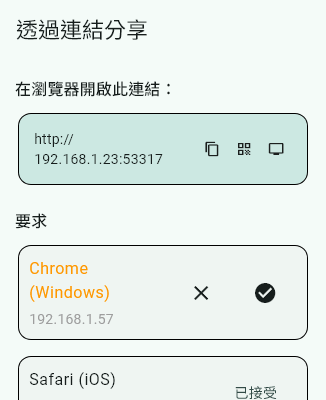 透過連結分享
在瀏覽器開啟此連結：
http://
192.168.1.23:53317
要求
Chrome
(Windows)
192.168.1.57
Safari (iOS)
已接受